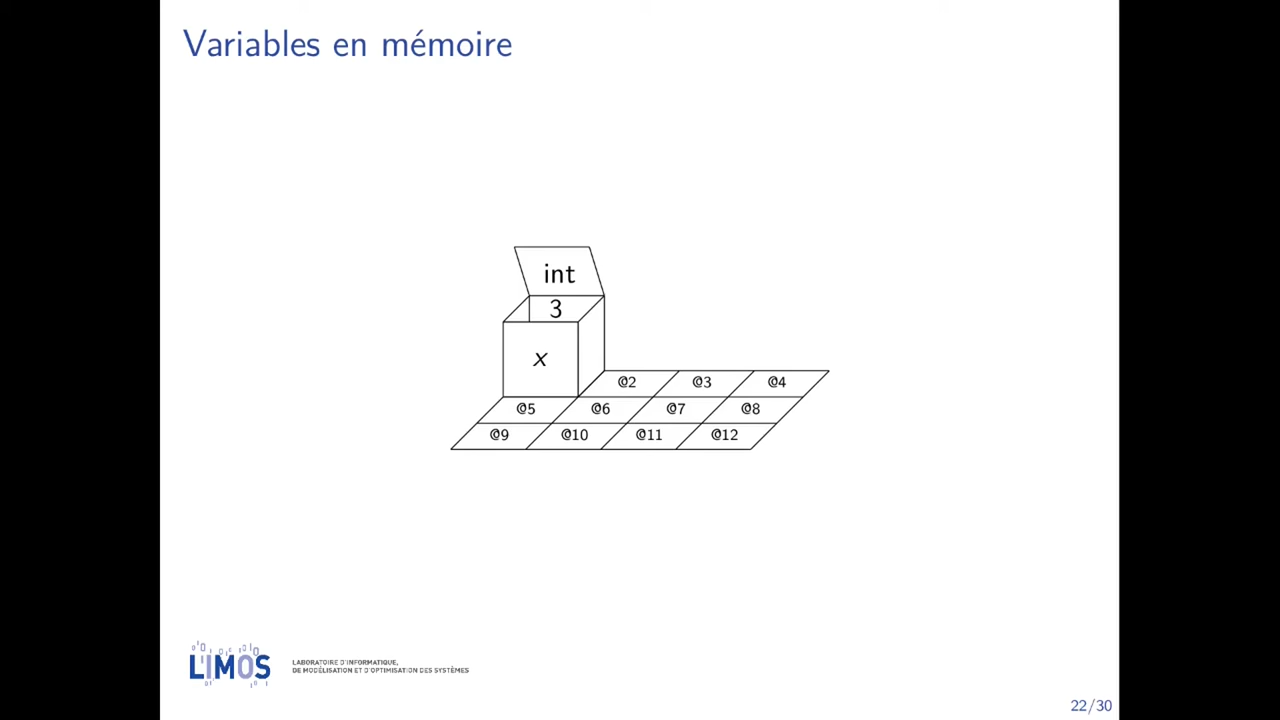 Variables en mémoire
int
3
x
@2 @3 @4
@5 @6 @7 @8
@9 @10 @11 @12
LIMOS
LABORATOIRE D'INFORMATIQUE,
DE MODÉLISATION ET D'OPTIMISATION DES SYSTÈMES
22/30